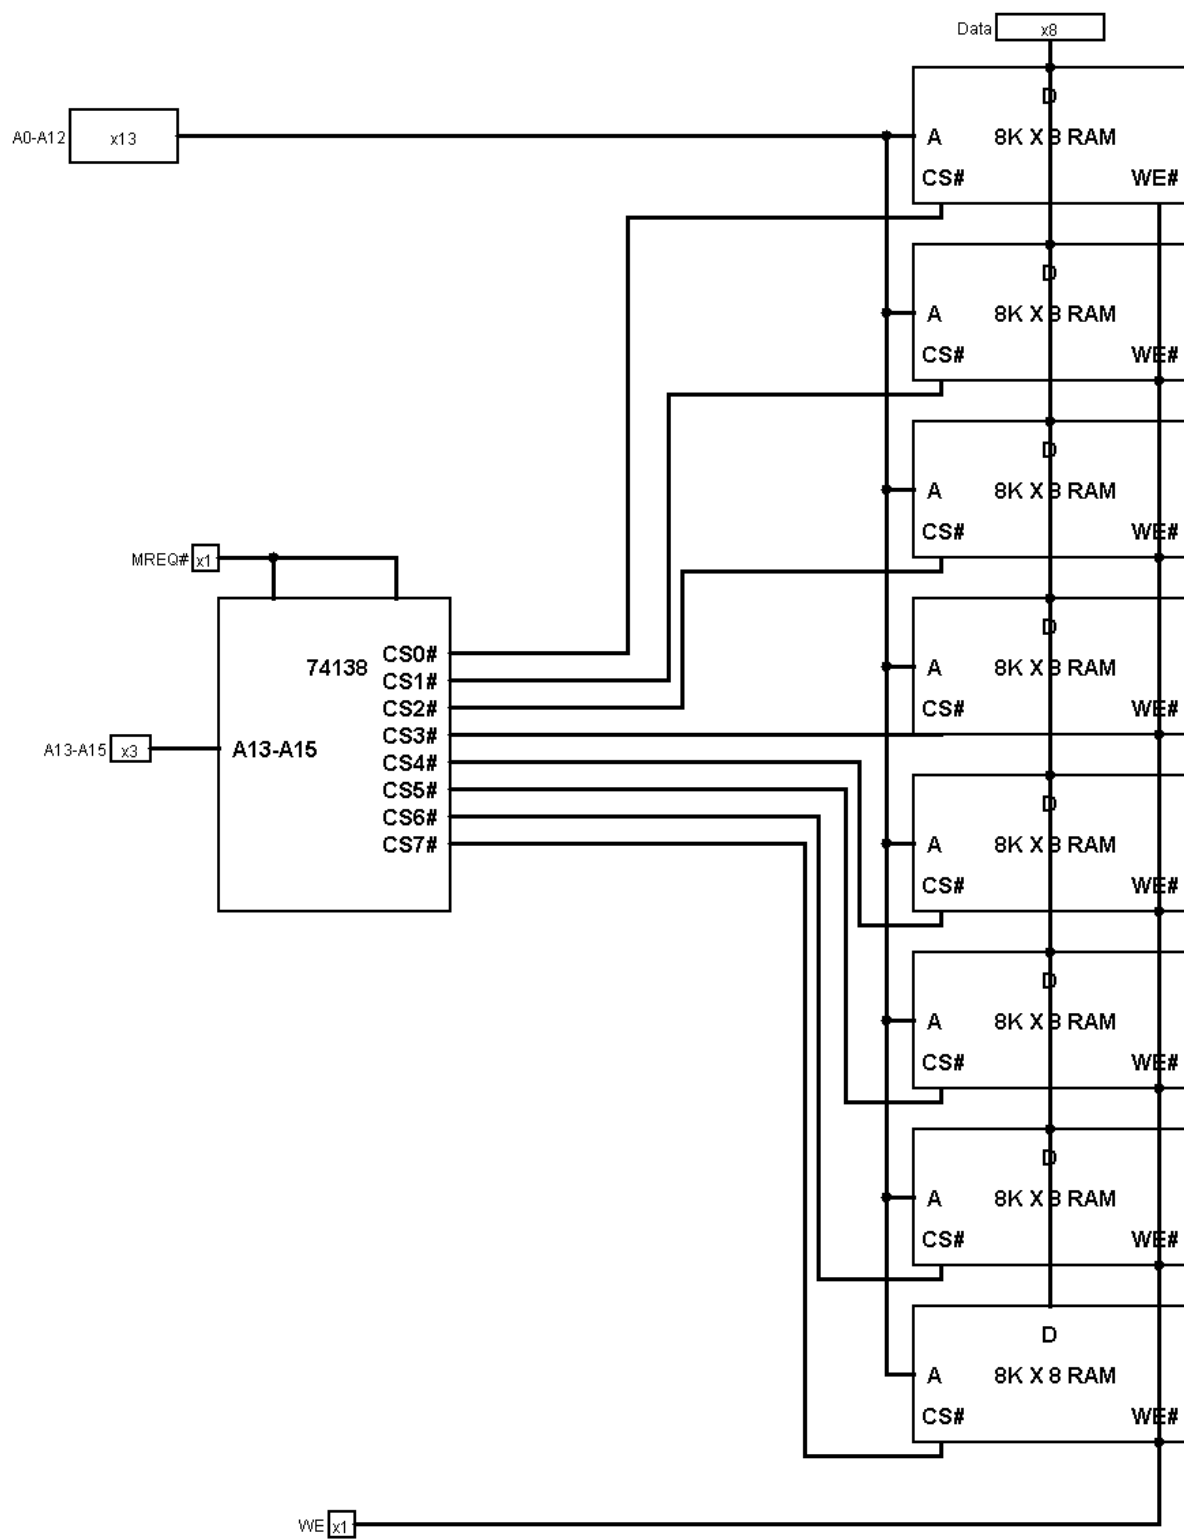 Data x8
D
A0-A12 x13 A 8K X 8 RAM
CS# WE#
D
A 8K X 8 RAM
CS# WE#
D
A 8K X 8 RAM
CS# WE#
MREQ# x1
D
74138 CS0# A 8K X 8 RAM
CS1#
CS2# CS# WE#
CS3#
A13-A15 x3 A13-A15
CS4#
CS5# D
CS6#
CS7# A 8K X 8 RAM
CS# WE#
D
A 8K X 8 RAM
CS# WE#
D
A 8K X 8 RAM
CS# WE#
D
A 8K X 8 RAM
CS# WE#
WE x1